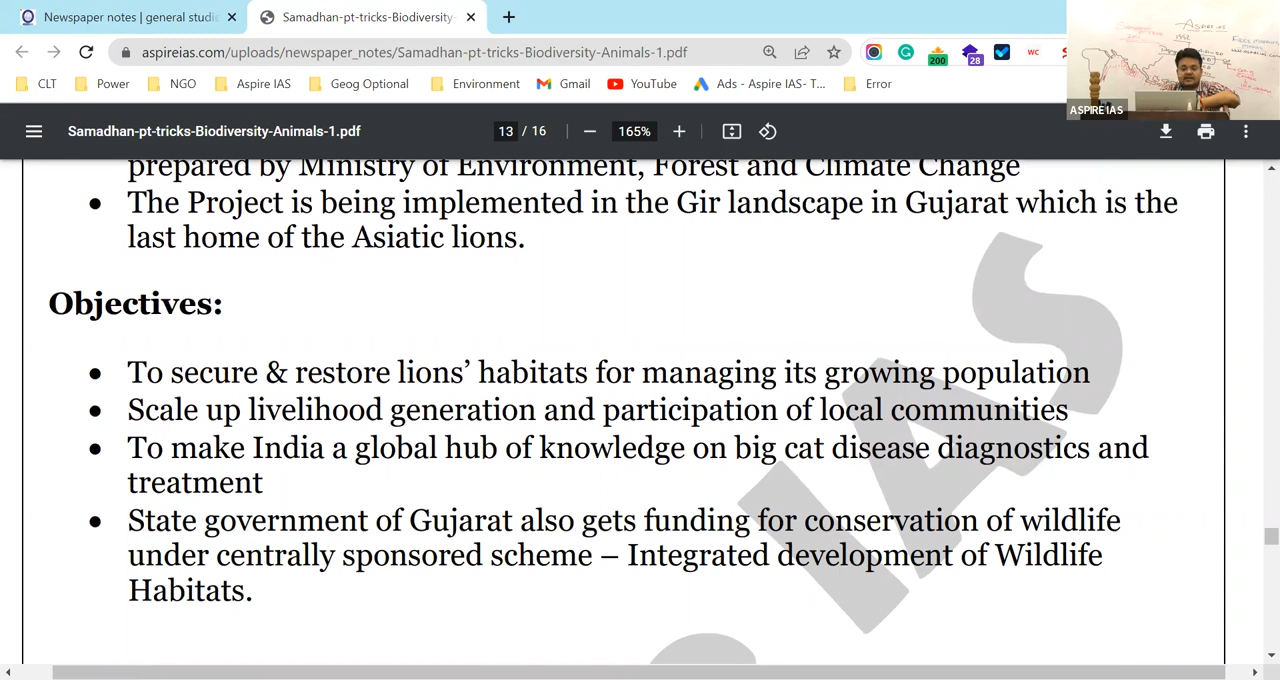 Newspaper notes | general studi
Samadhan-pt-tricks-Biodiversity-
aspireias.com/uploads/newspaper_notes/Samadhan-pt-tricks-Biodiversity-Animals-1.pdf
200
28
WC
CLT
Power
NGO
Aspire IAS
Geog Optional
Environment
Gmail
YouTube
Ads - Aspire IAS- T...
Error
ASPIRE IAS
Samadhan-pt-tricks-Biodiversity-Animals-1.pdf
13 / 16
165%
prepared by Ministry of Environment, Forest and Climate Change
• The Project is being implemented in the Gir landscape in Gujarat which is the
last home of the Asiatic lions.
Objectives:
• To secure & restore lions’ habitats for managing its growing population
• Scale up livelihood generation and participation of local communities
• To make India a global hub of knowledge on big cat disease diagnostics and
treatment
• State government of Gujarat also gets funding for conservation of wildlife
under centrally sponsored scheme – Integrated development of Wildlife
Habitats.
IAS